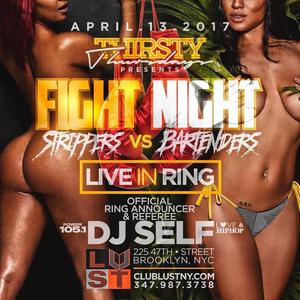 APRIL.13.2017
THIRSTY
Thursdays
PRESENTS
FIGHT NIGHT
STRIPPERS VS BARTENDERS
LIVE IN RING
OFFICIAL
RING ANNOUNCER
& REFEREE
DJ SELF
POWER
105.1
LOVE &
HIPHOP
LUST
225 47TH • STREET
BROOKLYN, NYC
CLUBLUSTNY.COM
347.987.3738